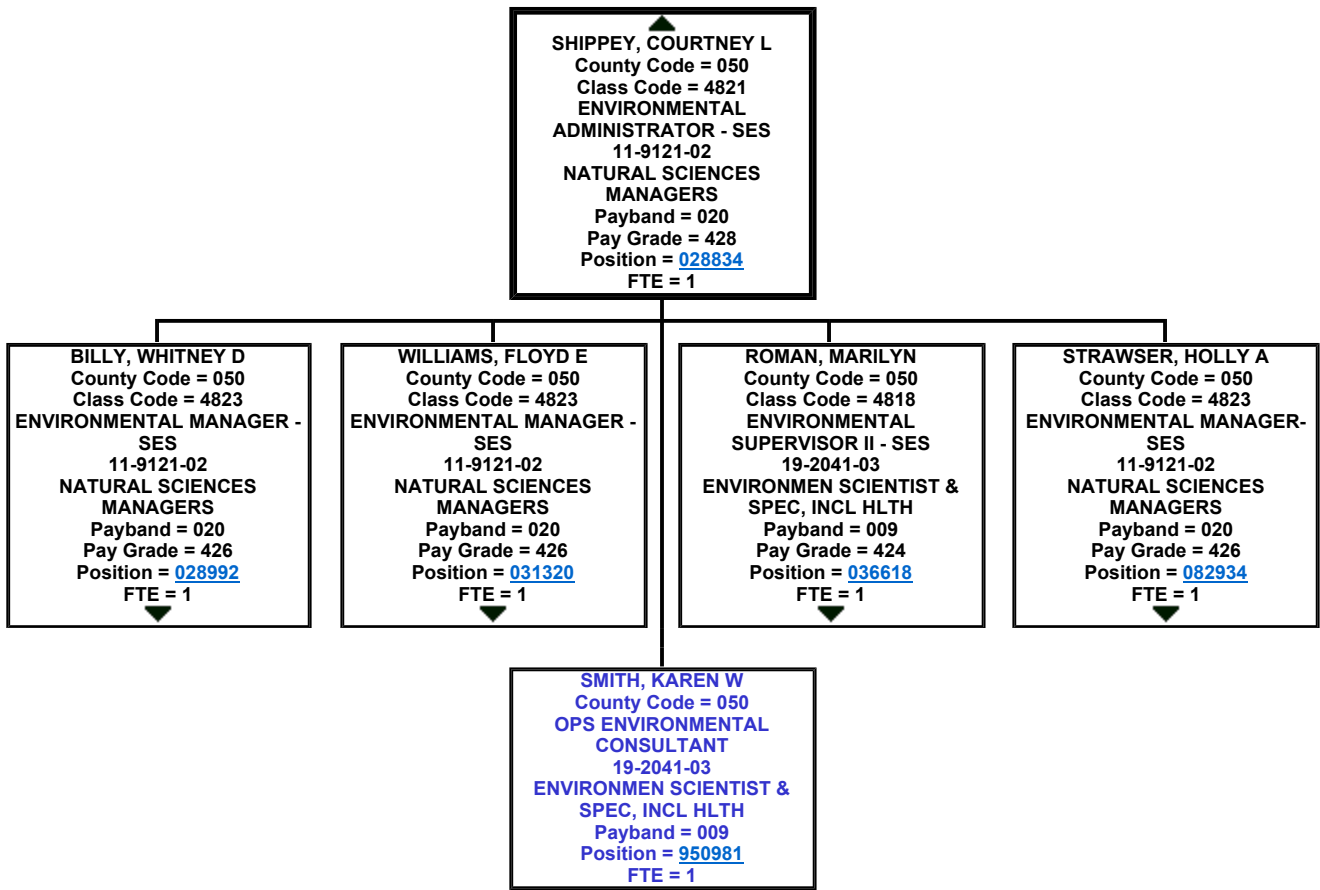 SHIPPEY, COURTNEY L
County Code = 050
Class Code = 4821
ENVIRONMENTAL
ADMINISTRATOR - SES
11-9121-02
NATURAL SCIENCES
MANAGERS
Payband = 020
Pay Grade = 428
Position = 028834
FTE = 1
BILLY, WHITNEY D
County Code = 050
Class Code = 4823
ENVIRONMENTAL MANAGER -
SES
11-9121-02
NATURAL SCIENCES
MANAGERS
Payband = 020
Pay Grade = 426
Position = 028992
FTE = 1
WILLIAMS, FLOYD E
County Code = 050
Class Code = 4823
ENVIRONMENTAL MANAGER -
SES
11-9121-02
NATURAL SCIENCES
MANAGERS
Payband = 020
Pay Grade = 426
Position = 031320
FTE = 1
ROMAN, MARILYN
County Code = 050
Class Code = 4818
ENVIRONMENTAL
SUPERVISOR II - SES
19-2041-03
ENVIRONMEN SCIENTIST &
SPEC, INCL HLTH
Payband = 009
Pay Grade = 424
Position = 036618
FTE = 1
STRAWSER, HOLLY A
County Code = 050
Class Code = 4823
ENVIRONMENTAL MANAGER-
SES
11-9121-02
NATURAL SCIENCES
MANAGERS
Payband = 020
Pay Grade = 426
Position = 082934
FTE = 1
SMITH, KAREN W
County Code = 050
OPS ENVIRONMENTAL
CONSULTANT
19-2041-03
ENVIRONMEN SCIENTIST &
SPEC, INCL HLTH
Payband = 009
Position = 950981
FTE = 1